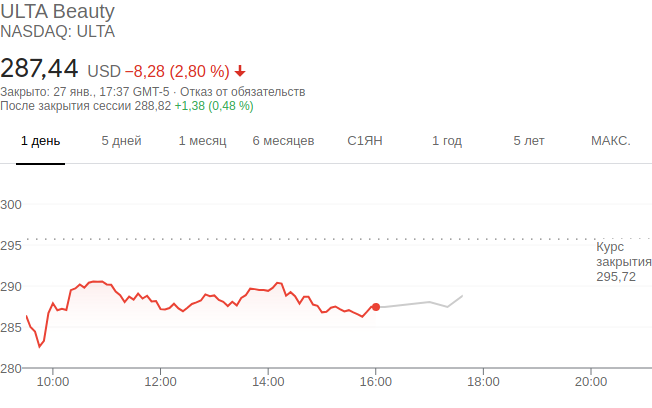 ULTA Beauty
NASDAQ: ULTA
287,44 USD −8,28 (2,80 %)
Закрыто: 27 янв., 17:37 GMT-5 · Отказ от обязательств
После закрытия сессии 288,82 +1,38 (0,48 %)
1 день 5 дней 1 месяц 6 месяцев С1ЯН 1 год 5 лет МАКС.
300
295
Курс
закрытия
295,72
290
285
280
10:00 12:00 14:00 16:00 18:00 20:00